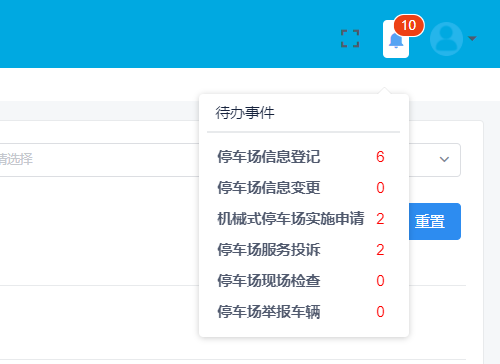 10
待办事件
停车场信息登记 6
请选择
停车场信息变更 0
机械式停车场实施申请 2
重置
停车场服务投诉 2
停车场现场检查 0
停车场举报车辆 0